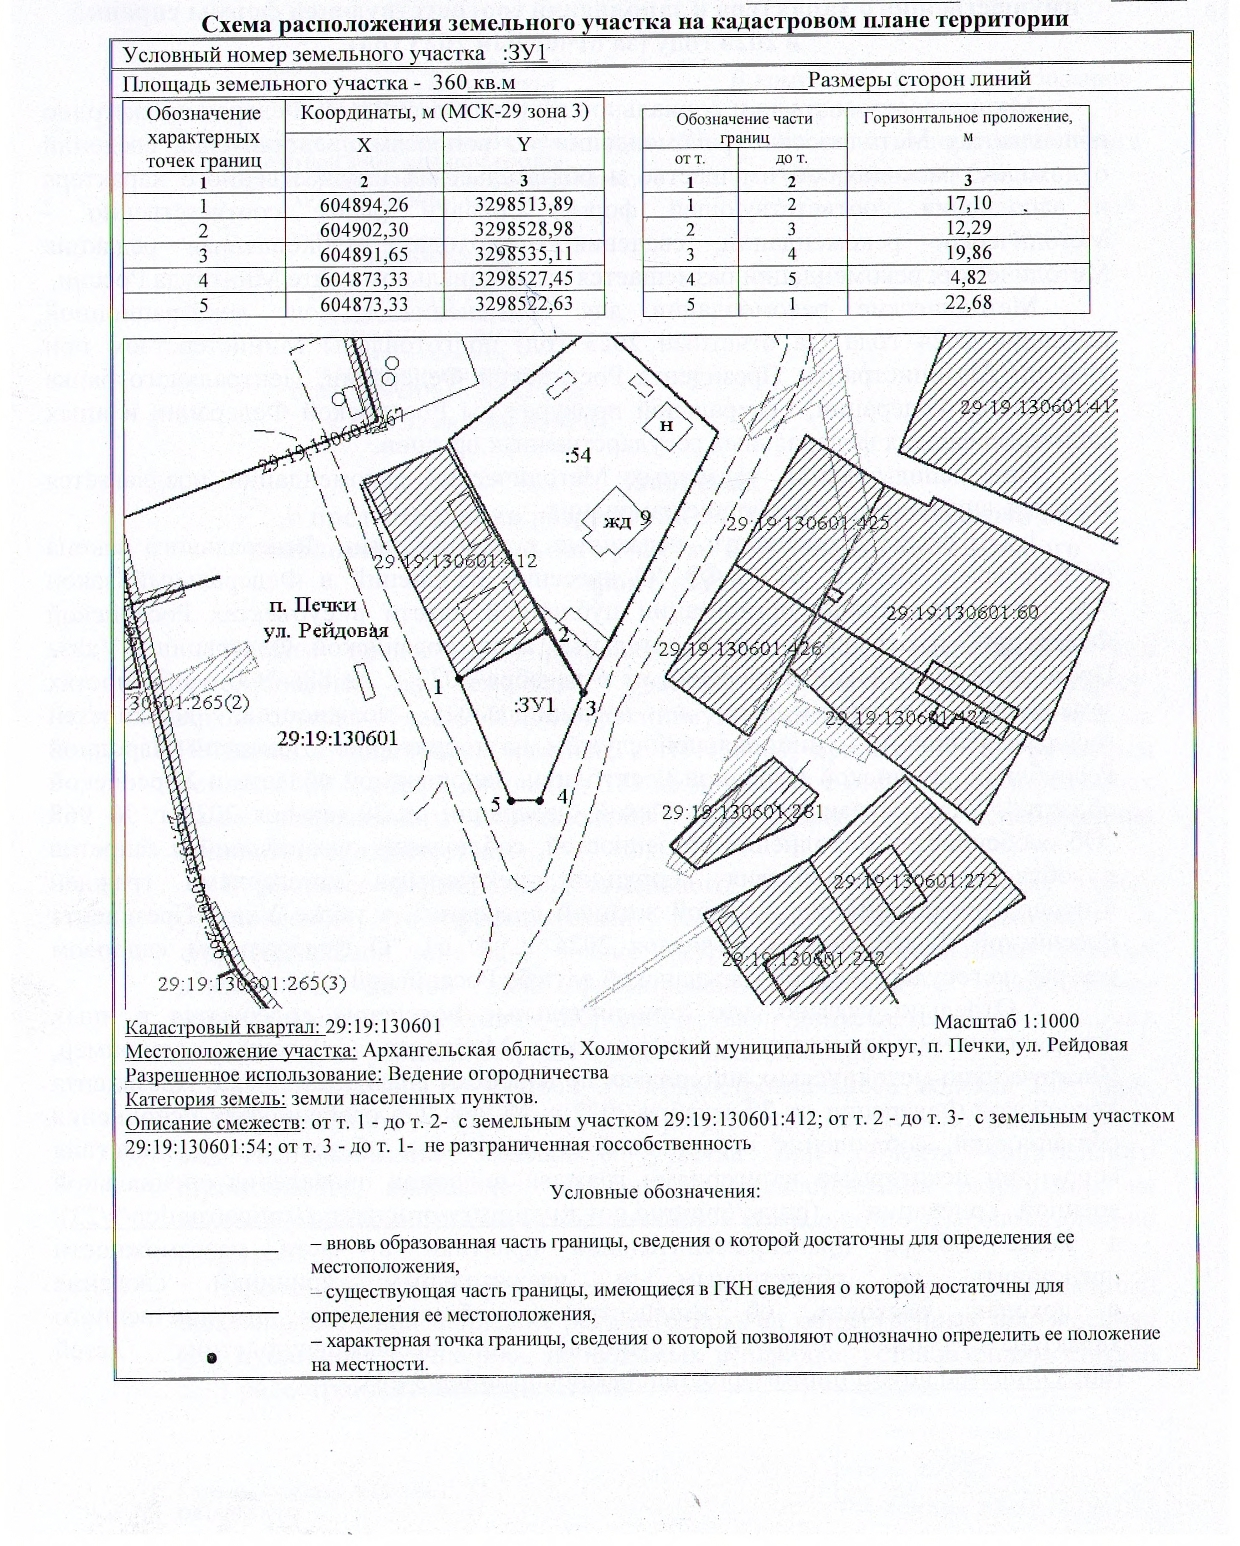 Схема расположения земельного участка на кадастровом плане территории
Условный номер земельного участка :ЗУ1
Площадь земельного участка - 360 кв.м Размеры сторон линий
Обозначение характерных точек границ Координаты, м (МСК-29 зона 3)
X Y
1 2 3
1 604894,26 3298513,89
2 604902,30 3298528,98
3 604891,65 3298535,11
4 604873,33 3298527,45
5 604873,33 3298522,63
Обозначение части границ Горизонтальное проложение, м
от т. до т.
1 2 3
1 2 17,10
2 3 12,29
3 4 19,86
4 5 4,82
5 1 22,68
29:19:130601:267
29:19:130601:41
н
:54
жд 9
29:19:130601:425
29:19:130601:412
п. Печки
ул. Рейдовая
29:19:130601:60
2
29:19:130601:426
1
:ЗУ1
3
30601:265(2)
29:19:130601:422
29:19:130601
5
4
29:19:130601:281
29:19:130601:272
29:19:130601:242
29:19:130601:265(3)
Кадастровый квартал: 29:19:130601 Масштаб 1:1000
Местоположение участка: Архангельская область, Холмогорский муниципальный округ, п. Печки, ул. Рейдовая
Разрешенное использование: Ведение огородничества
Категория земель: земли населенных пунктов.
Описание смежеств: от т. 1 - до т. 2- с земельным участком 29:19:130601:412; от т. 2 - до т. 3- с земельным участком
29:19:130601:54; от т. 3 - до т. 1- не разграниченная госсобственность
Условные обозначения:
– вновь образованная часть границы, сведения о которой достаточны для определения ее
местоположения,
– существующая часть границы, имеющиеся в ГКН сведения о которой достаточны для
определения ее местоположения,
– характерная точка границы, сведения о которой позволяют однозначно определить ее положение
на местности.